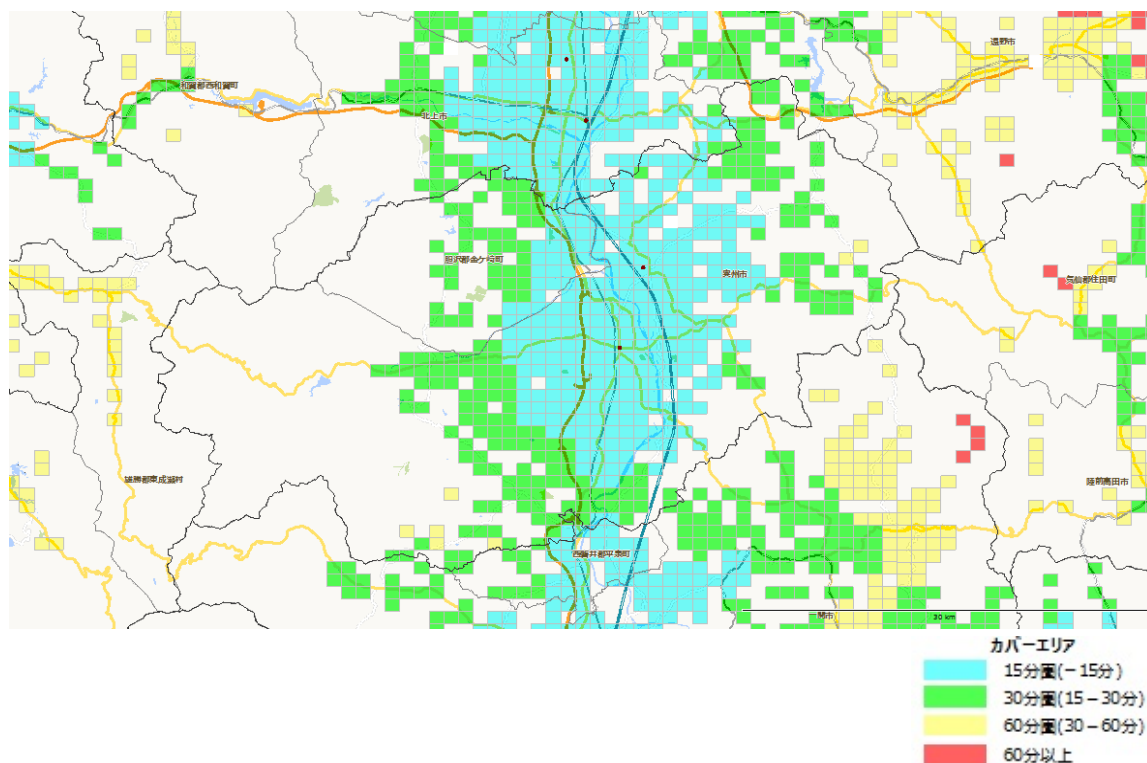 遠野市
和賀郡西和賀町
北上市
胆沢郡金ケ崎町
奥州市
気仙郡住田町
雄勝郡東成瀬村
陸前高田市
西磐井郡平泉町
一関市
30 km
カバーエリア
15分圏(－15分)
30分圏(15－30分)
60分圏(30－60分)
60分以上